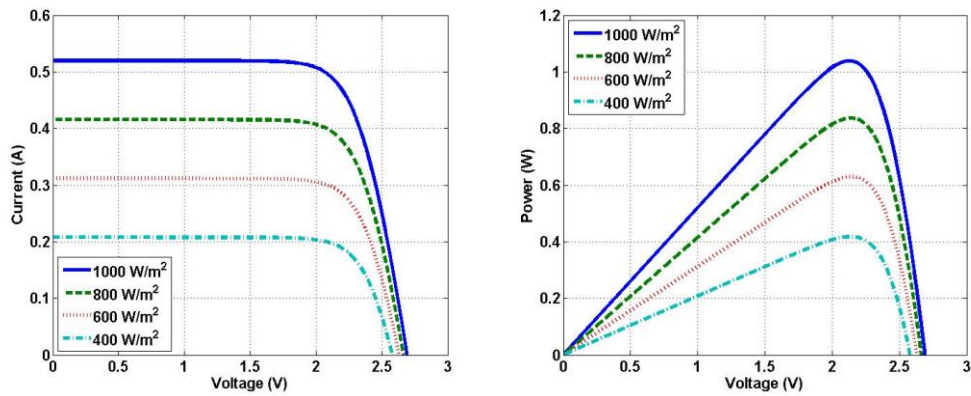 0.6
0.5
0.4
0.3
0.2
0.1
0
Current (A)
1000 W/m²
800 W/m²
600 W/m²
400 W/m²
0 0.5 1 1.5 2 2.5 3
Voltage (V)
1.2
1
0.8
0.6
0.4
0.2
0
Power (W)
1000 W/m²
800 W/m²
600 W/m²
400 W/m²
0 0.5 1 1.5 2 2.5 3
Voltage (V)